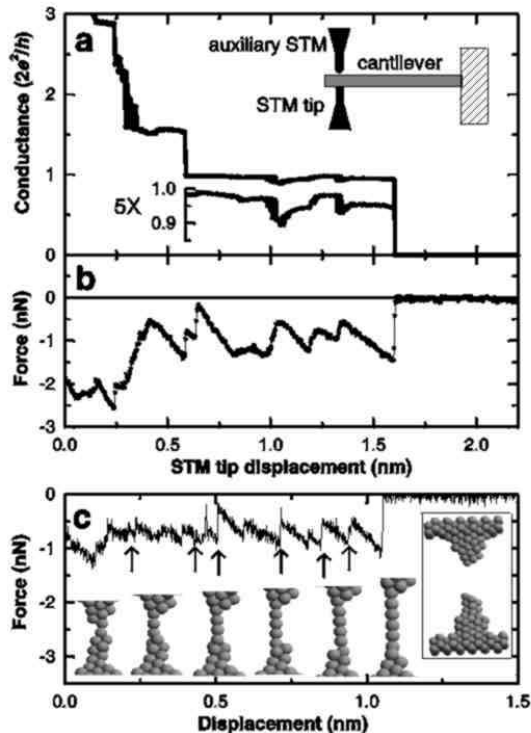 a
auxiliary STM
cantilever
STM tip
Conductance (2e²/h)
3
2
1
0
5X
1.0
0.9
b
Force (nN)
0
-1
-2
-3
0.0 0.5 1.0 1.5 2.0
STM tip displacement (nm)
c
Force (nN)
0
-1
-2
-3
0.0 0.5 1.0 1.5
Displacement (nm)